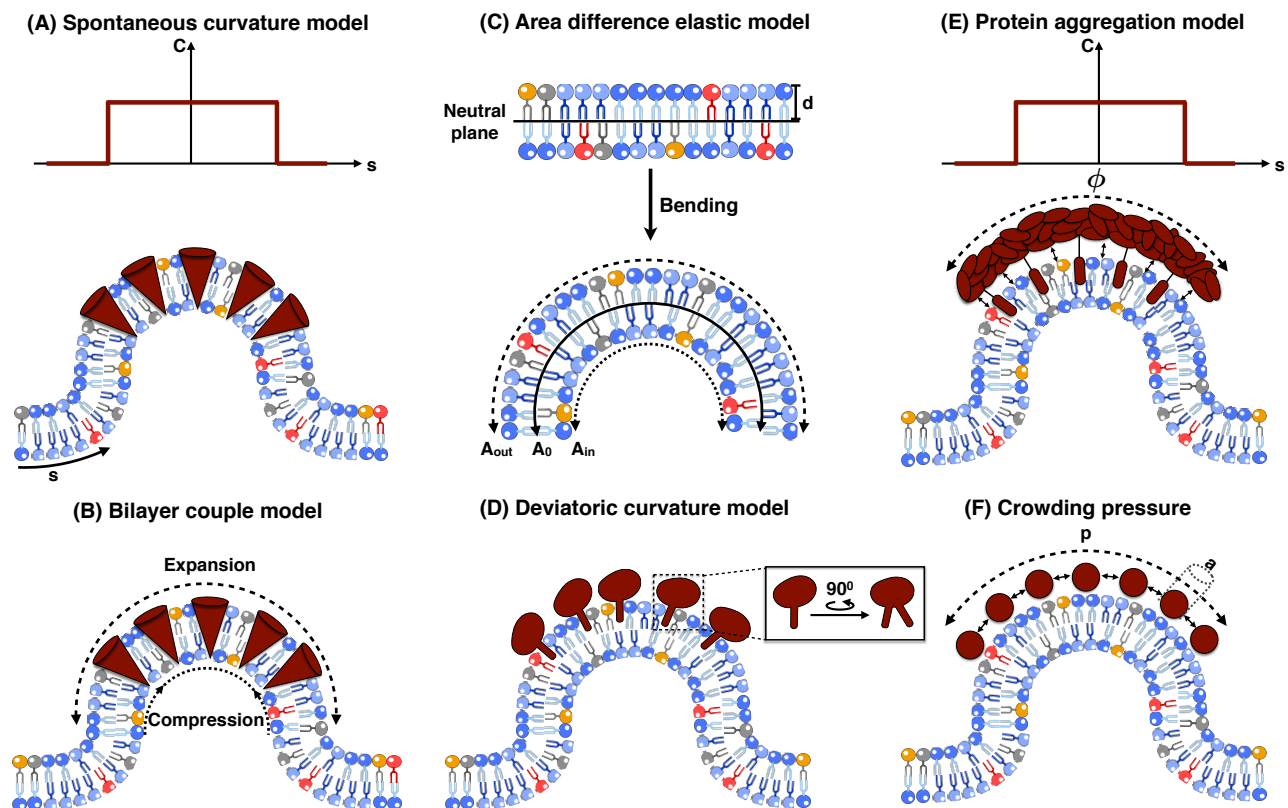 (A) Spontaneous curvature model
C
s
s
(B) Bilayer couple model
Expansion
Compression
(C) Area difference elastic model
Neutral
plane
d
Bending
Aout
A0
Ain
(D) Deviatoric curvature model
90⁰
(E) Protein aggregation model
C
s
ϕ
(F) Crowding pressure
p
a